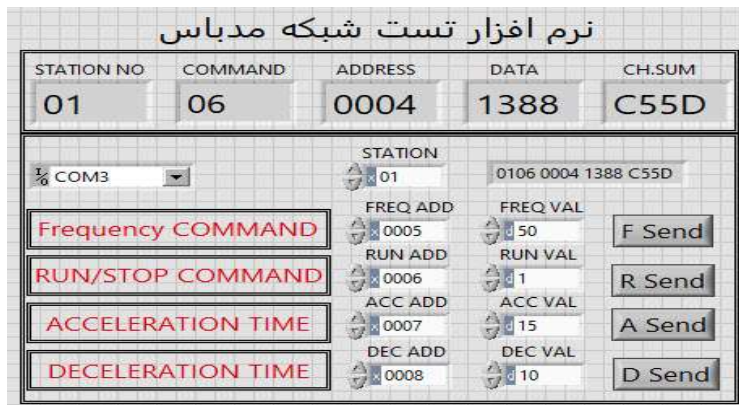 نرم افزار تست شبکه مدباس
STATION NO COMMAND ADDRESS DATA CH.SUM
01 06 0004 1388 C55D
STATION
COM3 x 01 0106 0004 1388 C55D
FREQ ADD FREQ VAL
Frequency COMMAND x 0005 d 50 F Send
RUN ADD RUN VAL
RUN/STOP COMMAND x 0006 d 1 R Send
ACC ADD ACC VAL
ACCELERATION TIME x 0007 d 15 A Send
DEC ADD DEC VAL
DECELERATION TIME x 0008 d 10 D Send